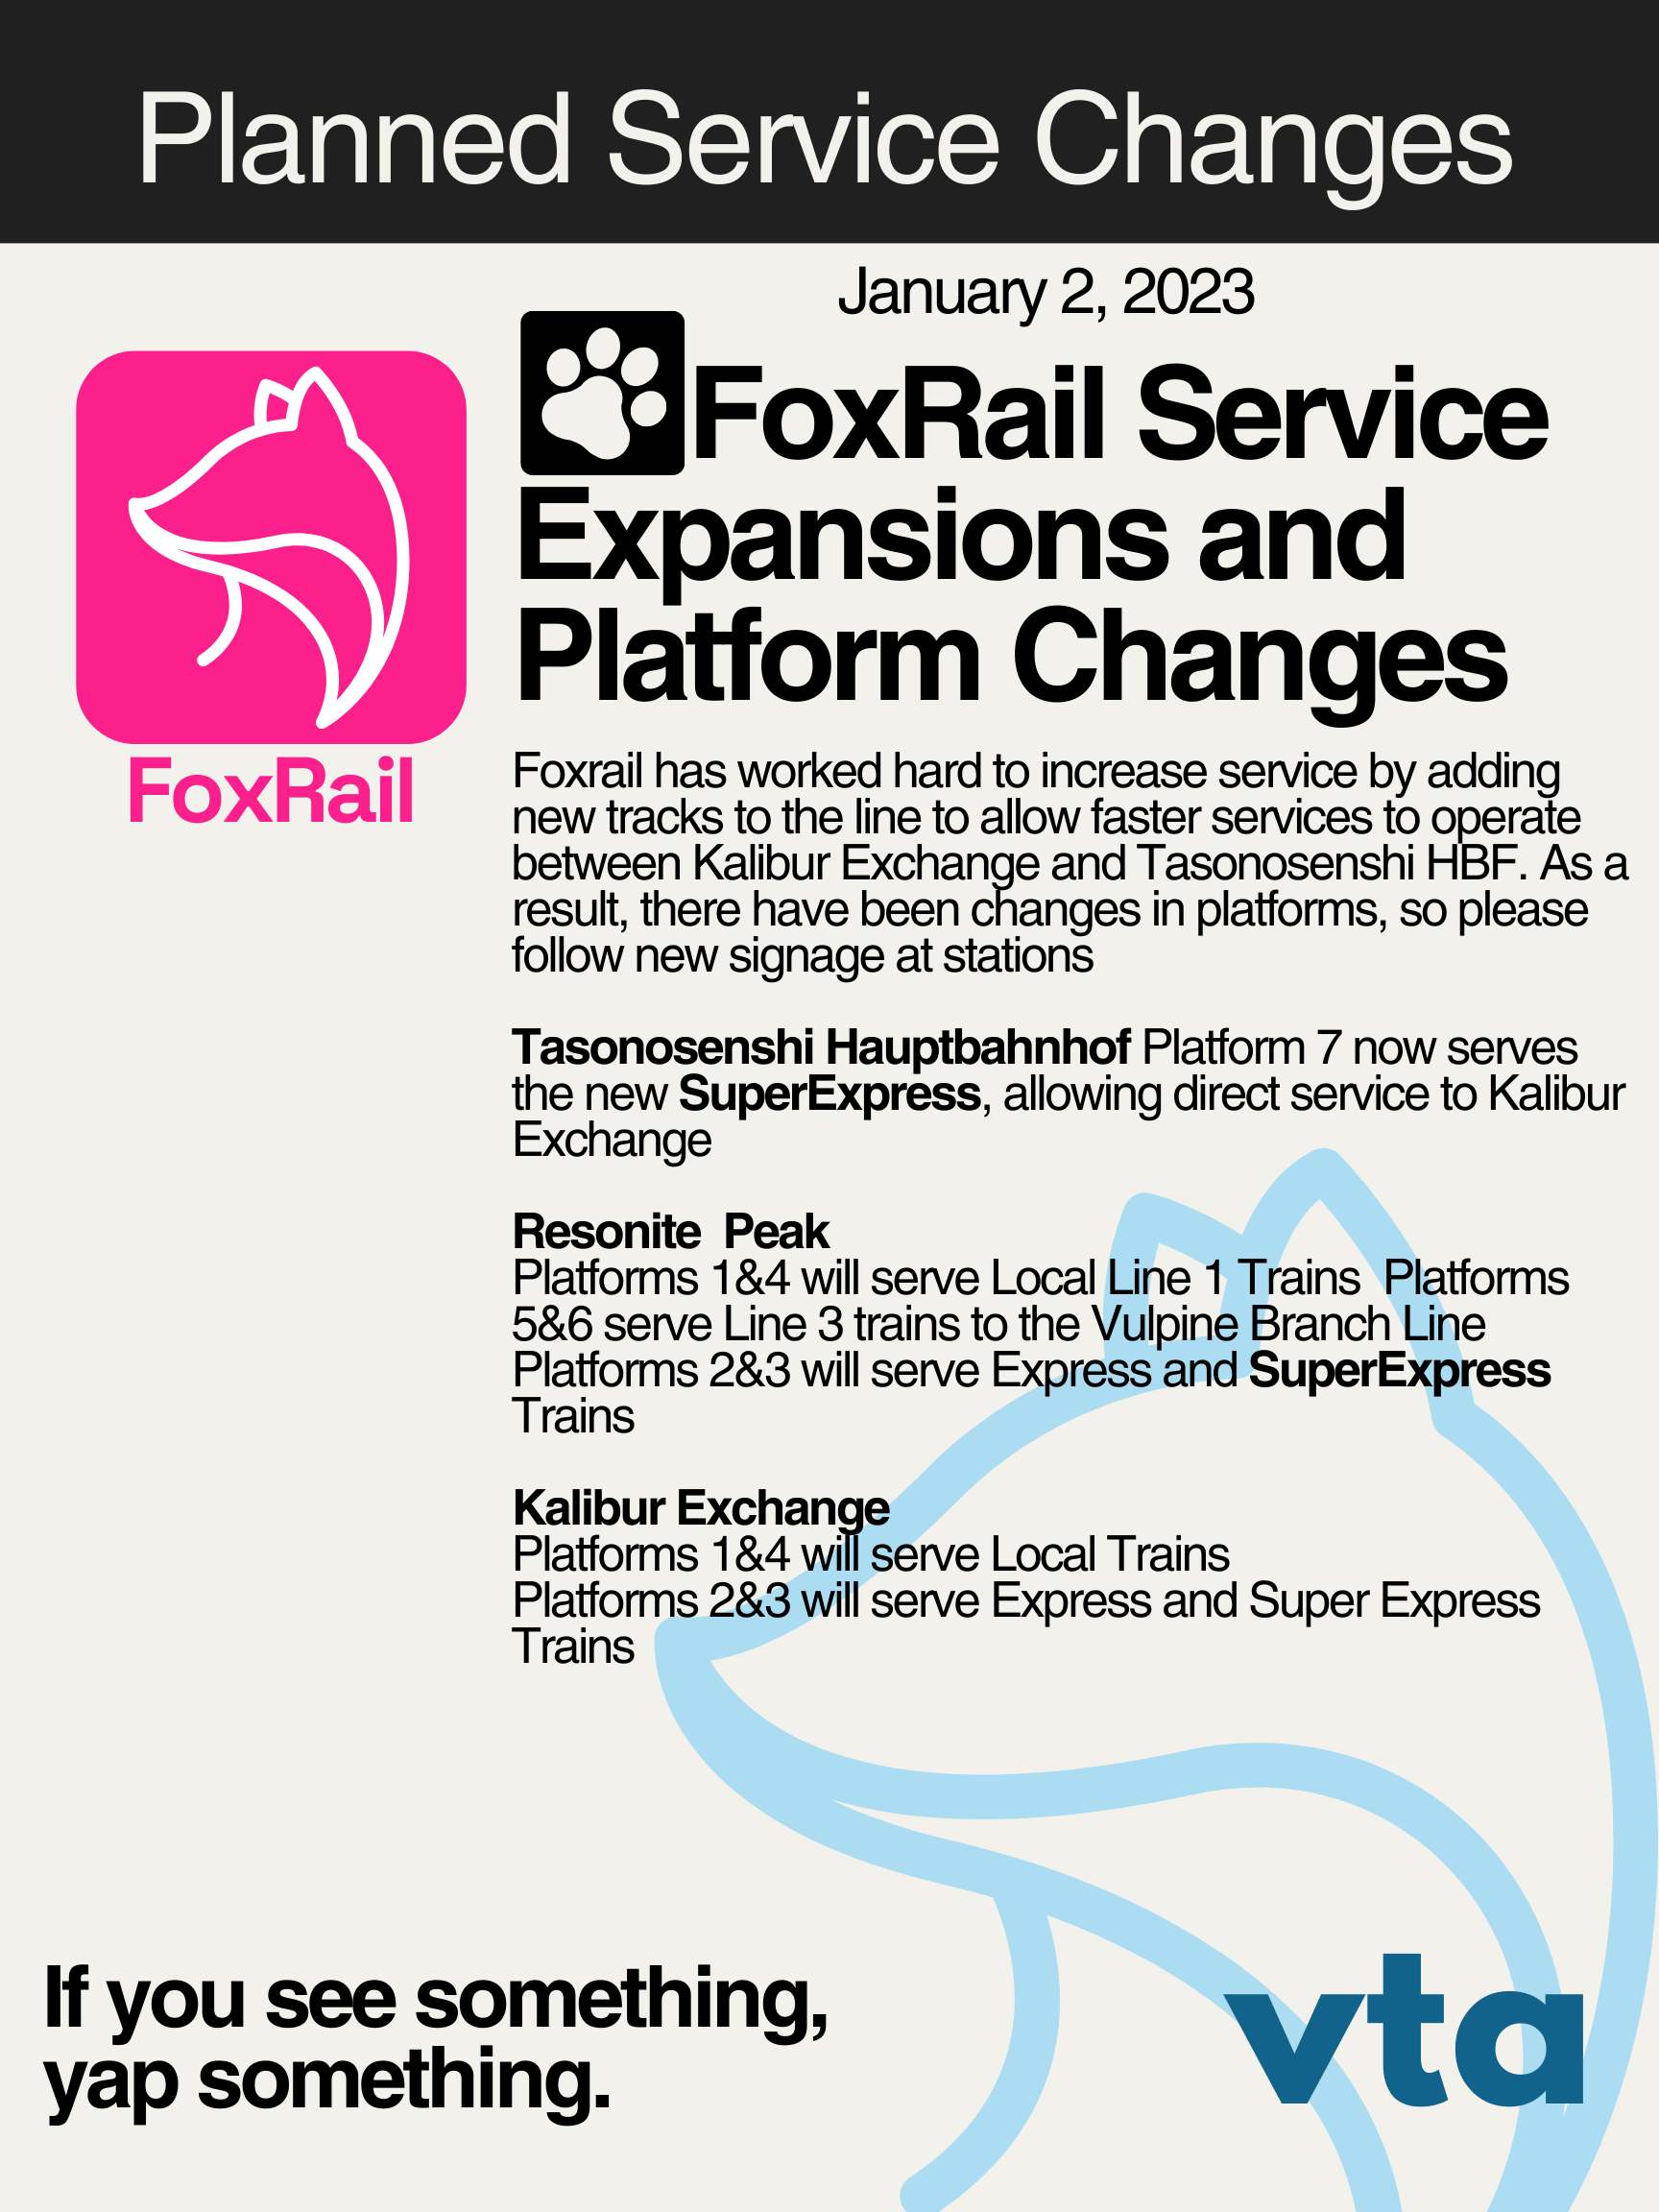 Planned Service Changes
January 2, 2023
FoxRail Service
Expansions and
Platform Changes
FoxRail
Foxrail has worked hard to increase service by adding
new tracks to the line to allow faster services to operate
between Kalibur Exchange and Tasonosenshi HBF. As a
result, there have been changes in platforms, so please
follow new signage at stations
Tasonosenshi Hauptbahnhof Platform 7 now serves
the new SuperExpress, allowing direct service to Kalibur
Exchange
Resonite  Peak
Platforms 1&4 will serve Local Line 1 Trains  Platforms
5&6 serve Line 3 trains to the Vulpine Branch Line
Platforms 2&3 will serve Express and SuperExpress
Trains
Kalibur Exchange
Platforms 1&4 will serve Local Trains
Platforms 2&3 will serve Express and Super Express
Trains
If you see something,
yap something.
vta